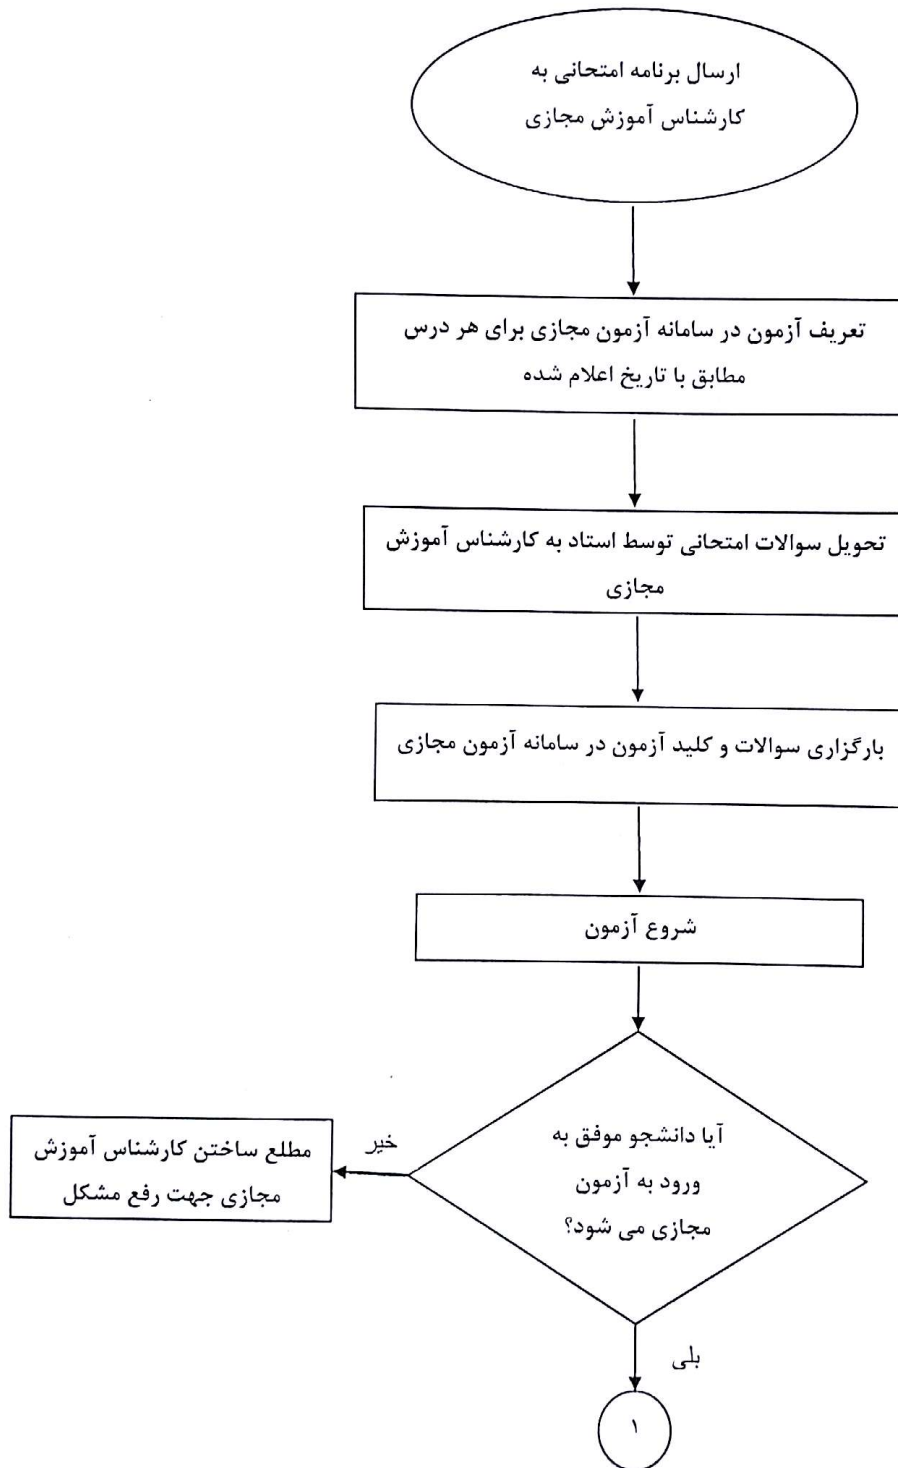 ارسال برنامه امتحانی به
کارشناس آموزش مجازی
تعریف آزمون در سامانه آزمون مجازی برای هر درس
مطابق با تاریخ اعلام شده
تحویل سوالات امتحانی توسط استاد به کارشناس آموزش
مجازی
بارگزاری سوالات و کلید آزمون در سامانه آزمون مجازی
شروع آزمون
آیا دانشجو موفق به
ورود به آزمون
مجازی می شود؟
خیر
مطلع ساختن کارشناس آموزش
مجازی جهت رفع مشکل
بلی
۱